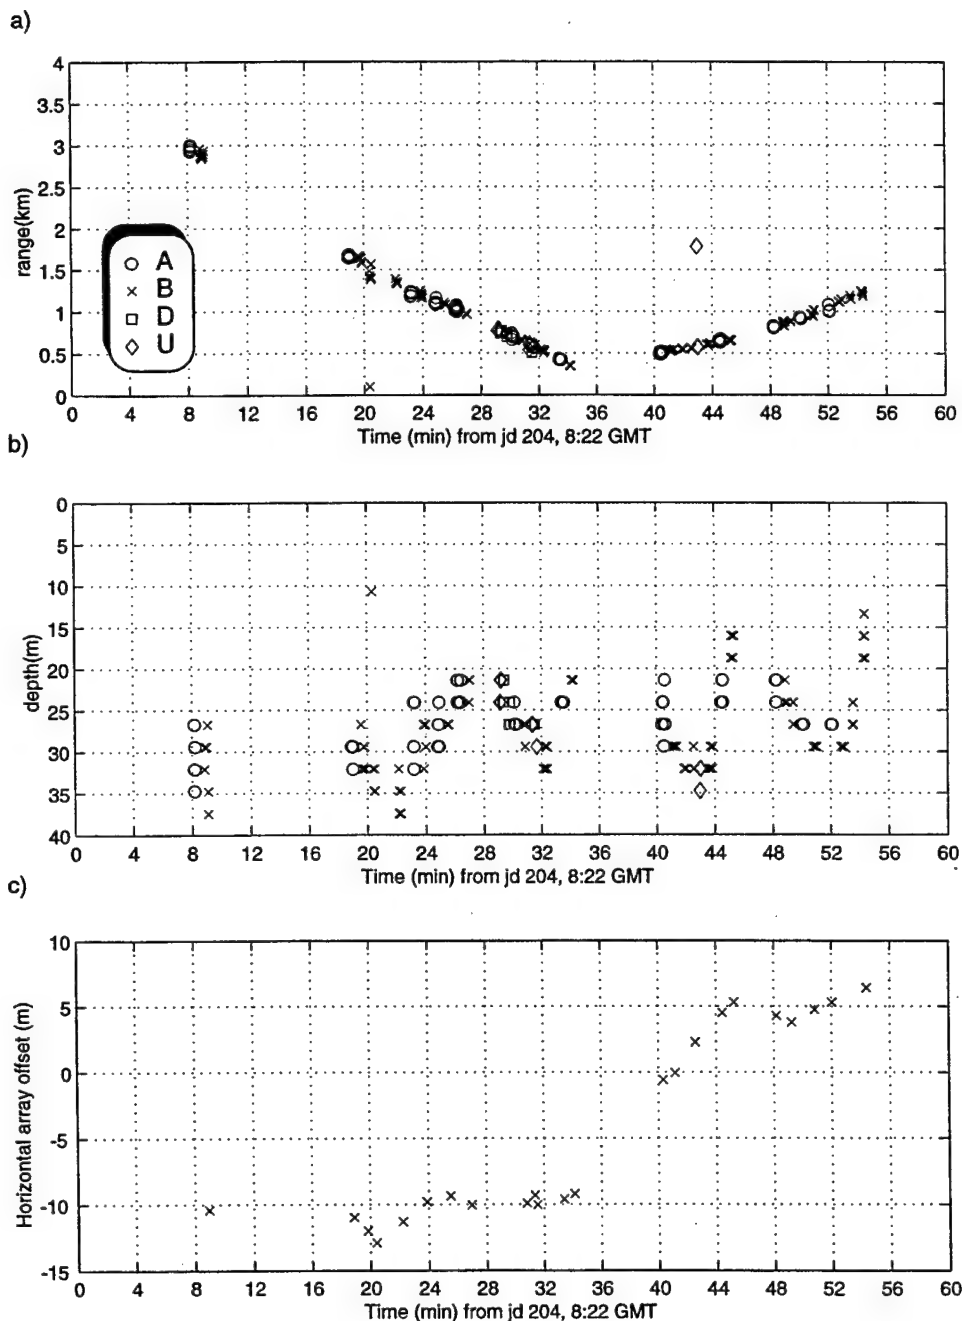 a)
4
3.5
3
2.5
2
1.5
1
0.5
0
range(km)
A
B
D
U
0 4 8 12 16 20 24 28 32 36 40 44 48 52 56 60
Time (min) from jd 204, 8:22 GMT
b)
0
5
10
15
20
25
30
35
40
depth(m)
0 4 8 12 16 20 24 28 32 36 40 44 48 52 56 60
Time (min) from jd 204, 8:22 GMT
c)
10
5
0
-5
-10
-15
Horizontal array offset (m)
0 4 8 12 16 20 24 28 32 36 40 44 48 52 56 60
Time (min) from jd 204, 8:22 GMT